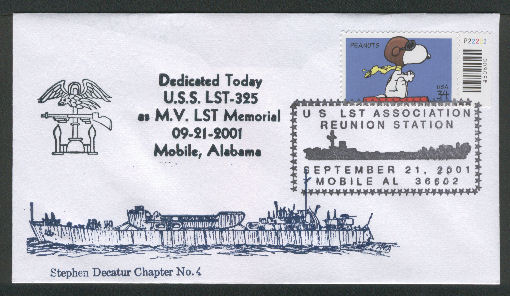 PEANUTS
USA
34
Dedicated Today
U.S.S. LST-325
as M.V. LST Memorial
09-21-2001
Mobile, Alabama
U S LST ASSOCIATION
REUNION STATION
SEPTEMBER 21, 2001
MOBILE AL 36602
Stephen Decatur Chapter No. 4